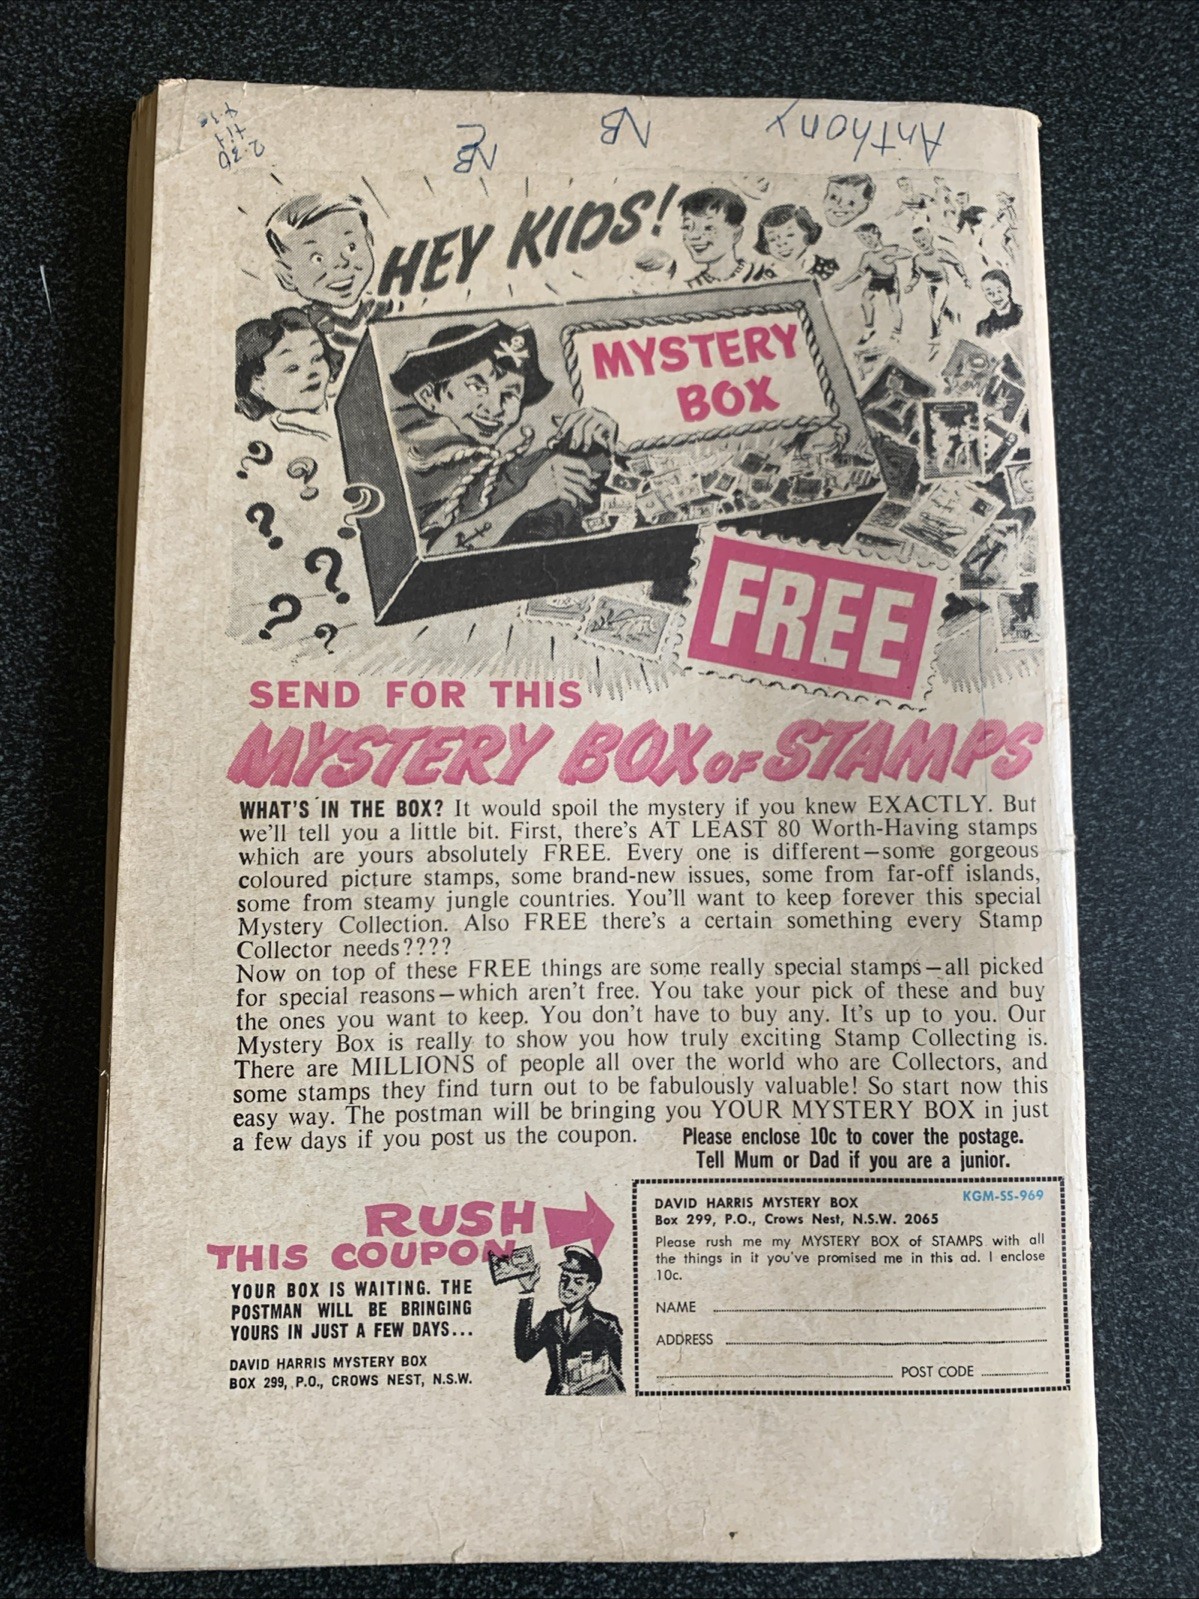 Anthony
NB
NB
HEY KIDS!
MYSTERY
BOX
FREE
SEND FOR THIS
MYSTERY BOX OF STAMPS
WHAT'S IN THE BOX? It would spoil the mystery if you knew EXACTLY. But
we'll tell you a little bit. First, there's AT LEAST 80 Worth-Having stamps
which are yours absolutely FREE. Every one is different—some gorgeous
coloured picture stamps, some brand-new issues, some from far-off islands,
some from steamy jungle countries. You'll want to keep forever this special
Mystery Collection. Also FREE there's a certain something every Stamp
Collector needs????
Now on top of these FREE things are some really special stamps—all picked
for special reasons—which aren't free. You take your pick of these and buy
the ones you want to keep. You don't have to buy any. It's up to you. Our
Mystery Box is really to show you how truly exciting Stamp Collecting is.
There are MILLIONS of people all over the world who are Collectors, and
some stamps they find turn out to be fabulously valuable! So start now this
easy way. The postman will be bringing you YOUR MYSTERY BOX in just
a few days if you post us the coupon. Please enclose 10c to cover the postage.
Tell Mum or Dad if you are a junior.
RUSH
THIS COUPON
YOUR BOX IS WAITING. THE
POSTMAN WILL BE BRINGING
YOURS IN JUST A FEW DAYS...
DAVID HARRIS MYSTERY BOX
BOX 299, P.O., CROWS NEST, N.S.W.
DAVID HARRIS MYSTERY BOX KGM-SS-969
Box 299, P.O., Crows Nest, N.S.W. 2065
Please rush me my MYSTERY BOX of STAMPS with all
the things in it you've promised me in this ad. I enclose
10c.
NAME
ADDRESS
POST CODE